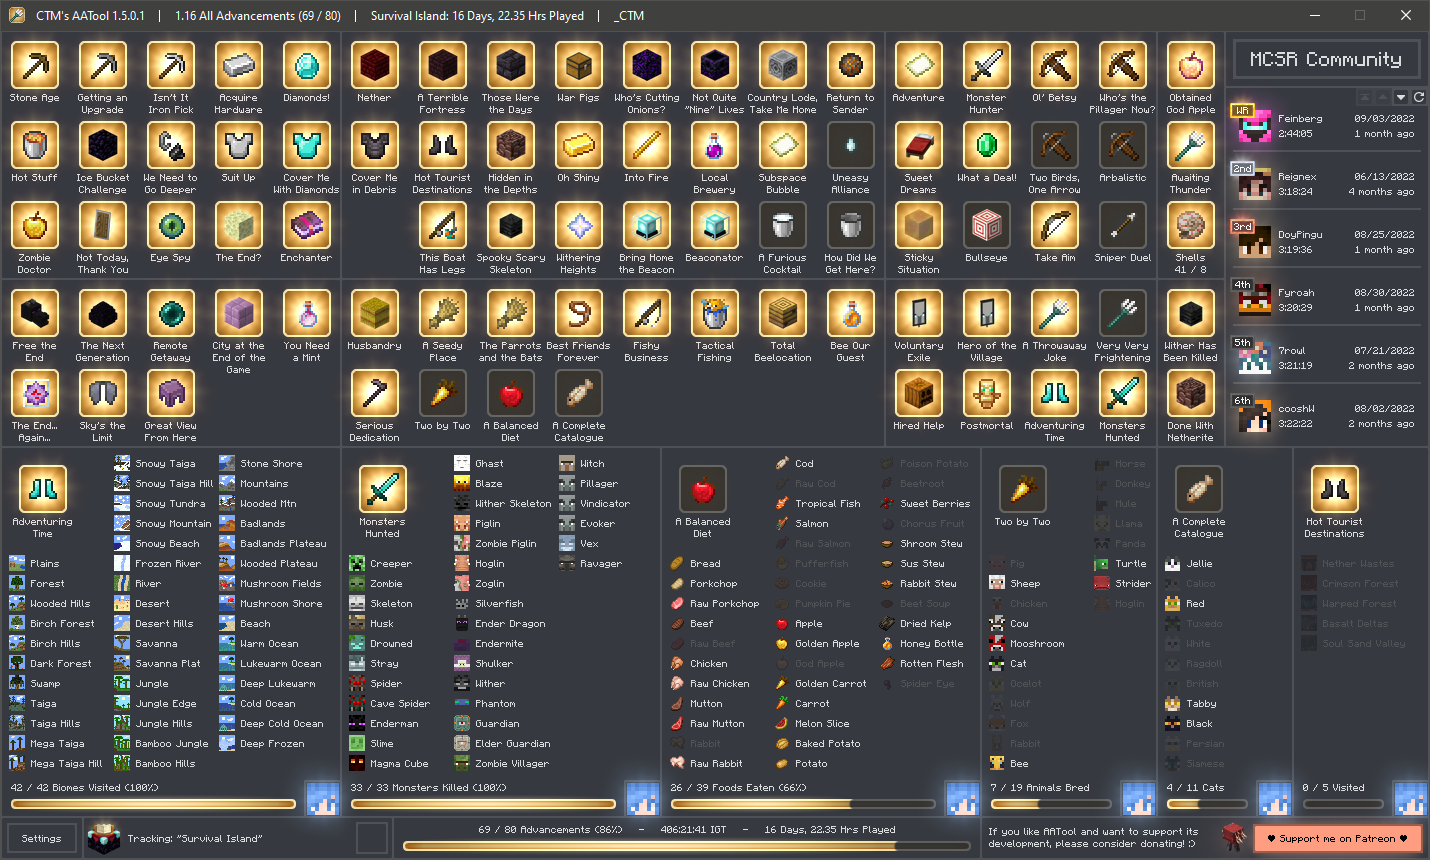 CTM's AATool 1.5.0.1 | 1.16 All Advancements (69 / 80) | Survival Island: 16 Days, 22.35 Hrs Played | _CTM
Stone Age
Getting an
Upgrade
Isn't It
Iron Pick
Acquire
Hardware
Diamonds!
Hot Stuff
Ice Bucket
Challenge
We Need to
Go Deeper
Suit Up
Cover Me
With Diamonds
Zombie
Doctor
Not Today,
Thank You
Eye Spy
The End?
Enchanter
Nether
A Terrible
Fortress
Those Were
the Days
War Pigs
Who's Cutting
Onions?
Not Quite
"Nine" Lives
Country Lode,
Take Me Home
Return to
Sender
Cover Me
in Debris
Hot Tourist
Destinations
Hidden in
the Depths
Oh Shiny
Into Fire
Local
Brewery
Subspace
Bubble
Uneasy
Alliance
This Boat
Has Legs
Spooky Scary
Skeleton
Withering
Heights
Bring Home
the Beacon
Beaconator
A Furious
Cocktail
How Did We
Get Here?
Adventure
Monster
Hunter
Ol' Betsy
Who's the
Pillager Now?
Sweet
Dreams
What a Deal!
Two Birds,
One Arrow
Arbalistic
Sticky
Situation
Bullseye
Take Aim
Sniper Duel
Obtained
God Apple
Awaiting
Thunder
Shells
41 / 8
MCSR Community
WR
Feinberg 09/03/2022
2:44:05 1 month ago
2nd
Reignex 06/13/2022
3:18:24 4 months ago
3rd
DoyPingu 08/25/2022
3:19:36 1 month ago
4th
Fyroah 08/30/2022
3:20:29 1 month ago
5th
7rowl 07/21/2022
3:21:19 2 months ago
6th
cooshW 08/02/2022
3:22:22 2 months ago
Free the
End
The Next
Generation
Remote
Getaway
City at the
End of the
Game
You Need
a Mint
The End...
Again...
Sky's the
Limit
Great View
From Here
Husbandry
A Seedy
Place
The Parrots
and the Bats
Best Friends
Forever
Fishy
Business
Tactical
Fishing
Total
Beelocation
Bee Our
Guest
Serious
Dedication
Two by Two
A Balanced
Diet
A Complete
Catalogue
Voluntary
Exile
Hero of the
Village
A Throwaway
Joke
Very Very
Frightening
Hired Help
Postmortal
Adventuring
Time
Monsters
Hunted
Wither Has
Been Killed
Done With
Netherite
Adventuring
Time
Plains
Forest
Wooded Hills
Birch Forest
Birch Hills
Dark Forest
Swamp
Taiga
Taiga Hills
Mega Taiga
Mega Taiga Hill
Snowy Taiga
Snowy Taiga Hill
Snowy Tundra
Snowy Mountain
Snowy Beach
Frozen River
River
Desert
Desert Hills
Savanna
Savanna Plat
Jungle
Jungle Edge
Jungle Hills
Bamboo Jungle
Bamboo Hills
Stone Shore
Mountains
Wooded Mtn
Badlands
Badlands Plateau
Wooded Plateau
Mushroom Fields
Mushroom Shore
Beach
Warm Ocean
Lukewarm Ocean
Deep Lukewarm
Cold Ocean
Deep Cold Ocean
Deep Frozen
42 / 42 Biomes Visited (100%)
Monsters
Hunted
Creeper
Zombie
Skeleton
Husk
Drowned
Stray
Spider
Cave Spider
Enderman
Slime
Magma Cube
Ghast
Blaze
Wither Skeleton
Piglin
Zombie Piglin
Hoglin
Zoglin
Silverfish
Ender Dragon
Endermite
Shulker
Wither
Phantom
Guardian
Elder Guardian
Zombie Villager
Witch
Pillager
Vindicator
Evoker
Vex
Ravager
33 / 33 Monsters Killed (100%)
A Balanced
Diet
Bread
Porkchop
Raw Porkchop
Beef
Raw Beef
Chicken
Raw Chicken
Mutton
Raw Mutton
Rabbit
Raw Rabbit
Cod
Raw Cod
Tropical Fish
Salmon
Raw Salmon
Pufferfish
Cookie
Pumpkin Pie
Apple
Golden Apple
God Apple
Golden Carrot
Carrot
Melon Slice
Baked Potato
Potato
Poison Potato
Beetroot
Sweet Berries
Chorus Fruit
Shroom Stew
Sus Stew
Rabbit Stew
Beet Soup
Dried Kelp
Honey Bottle
Rotten Flesh
Spider Eye
26 / 39 Foods Eaten (66%)
Two by Two
Pig
Sheep
Chicken
Cow
Mooshroom
Cat
Ocelot
Wolf
Fox
Rabbit
Bee
Horse
Donkey
Mule
Llama
Panda
Turtle
Strider
Hoglin
7 / 19 Animals Bred
A Complete
Catalogue
Jellie
Calico
Red
Tuxedo
White
Ragdoll
British
Tabby
Black
Persian
Siamese
4 / 11 Cats
Hot Tourist
Destinations
Nether Wastes
Crimson Forest
Warped Forest
Basalt Deltas
Soul Sand Valley
0 / 5 Visited
Settings
Tracking: "Survival Island"
69 / 80 Advancements (86%) - 406:21:41 IGT - 16 Days, 22.35 Hrs Played
If you like AATool and want to support its
development, please consider donating! :)
♥ Support me on Patreon ♥